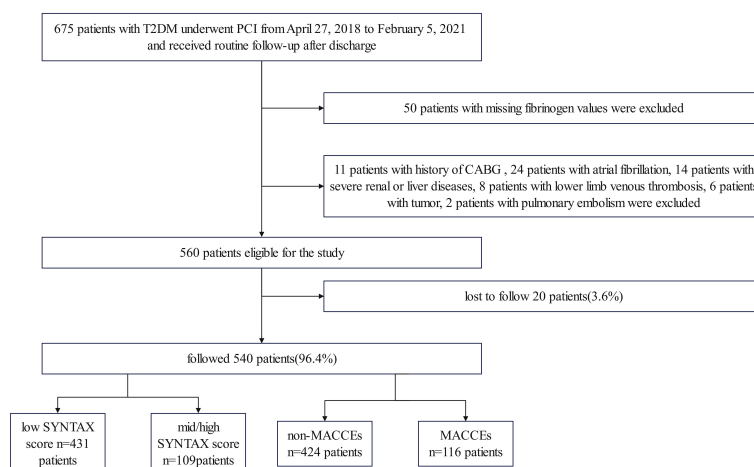 675 patients with T2DM underwent PCI from April 27, 2018 to February 5, 2021
and received routine follow-up after discharge
50 patients with missing fibrinogen values were excluded
11 patients with history of CABG , 24 patients with atrial fibrillation, 14 patients with
severe renal or liver diseases, 8 patients with lower limb venous thrombosis, 6 patients
with tumor, 2 patients with pulmonary embolism were excluded
560 patients eligible for the study
lost to follow 20 patients(3.6%)
followed 540 patients(96.4%)
low SYNTAX
score n=431
patients
mid/high
SYNTAX score
n=109patients
non-MACCEs
n=424 patients
MACCEs
n=116 patients